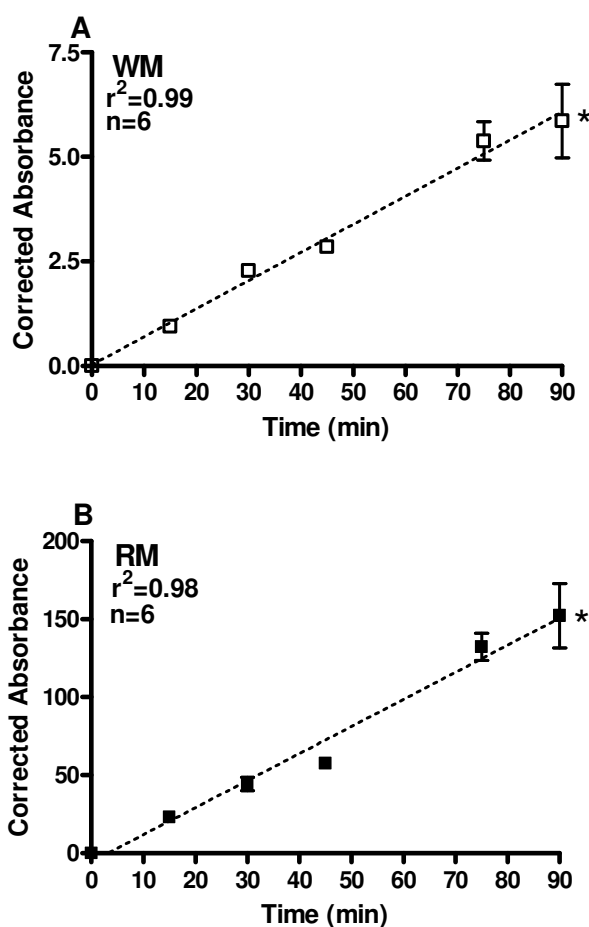 A
WM
r²=0.99
n=6
7.5
5.0
2.5
0.0
Corrected Absorbance
*
0 10 20 30 40 50 60 70 80 90
Time (min)
B
RM
r²=0.98
n=6
200
150
100
50
0
Corrected Absorbance
*
0 10 20 30 40 50 60 70 80 90
Time (min)